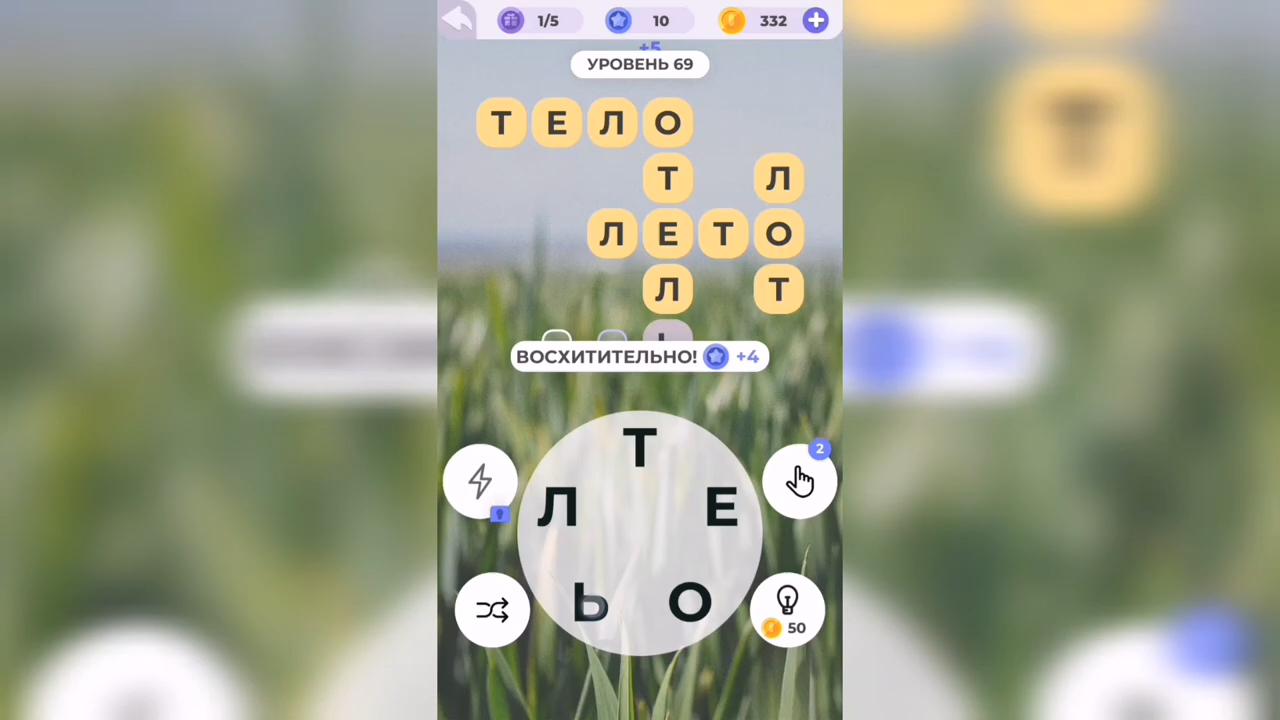 1/5 10 332
+5
УРОВЕНЬ 69
ТЕЛО
Т Л
ЛЕТО
Л Т
Ь
ВОСХИТИТЕЛЬНО! +4
Т
2
Л Е
Ь О
50